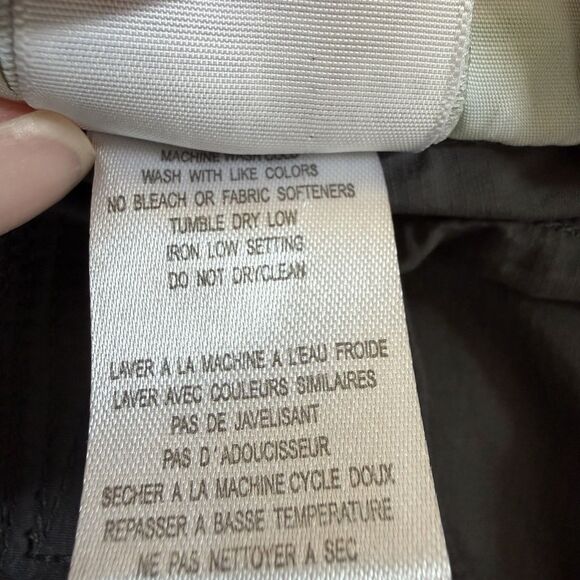 MACHINE WASH COLD
WASH WITH LIKE COLORS
NO BLEACH OR FABRIC SOFTENERS
TUMBLE DRY LOW
IRON LOW SETTING
DO NOT DRYCLEAN
LAVER A LA MACHINE A L'EAU FROIDE
LAVER AVEC COULEURS SIMILAIRES
PAS DE JAVELISANT
PAS D'ADOUCISSEUR
SECHER A LA MACHINE CYCLE DOUX
REPASSER A BASSE TEMPERATURE
NE PAS NETTOYER A SEC